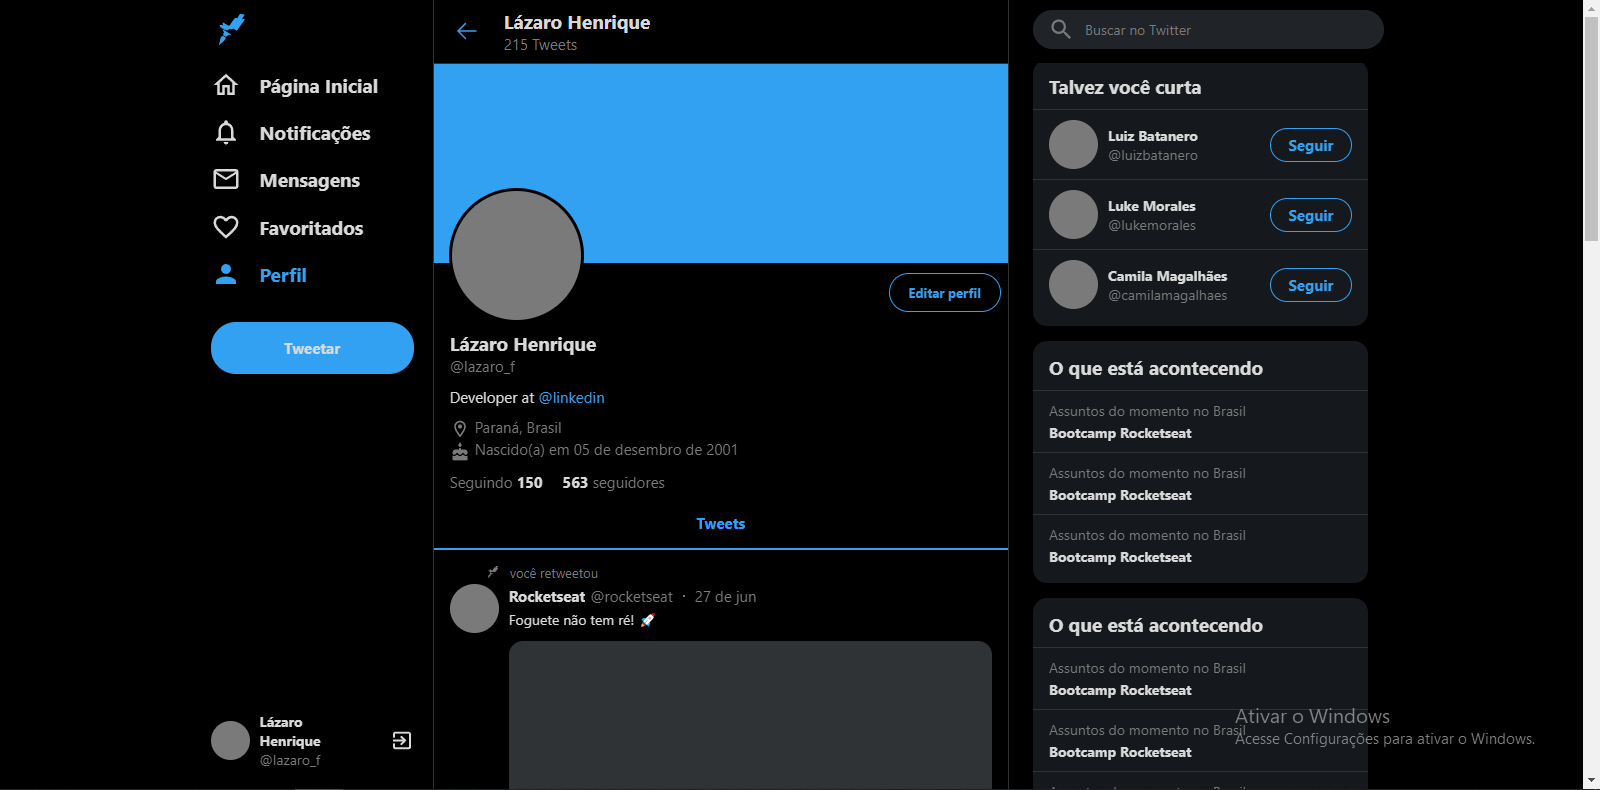 Página Inicial
Notificações
Mensagens
Favoritados
Perfil
Tweetar
Lázaro
Henrique
@lazaro_f
Lázaro Henrique
215 Tweets
Editar perfil
Lázaro Henrique
@lazaro_f
Developer at @linkedin
Paraná, Brasil
Nascido(a) em 05 de desembro de 2001
Seguindo 150 563 seguidores
Tweets
você retweetou
Rocketseat @rocketseat · 27 de jun
Foguete não tem ré! 🚀
Buscar no Twitter
Talvez você curta
Luiz Batanero
@luizbatanero
Seguir
Luke Morales
@lukemorales
Seguir
Camila Magalhães
@camilamagalhaes
Seguir
O que está acontecendo
Assuntos do momento no Brasil
Bootcamp Rocketseat
Assuntos do momento no Brasil
Bootcamp Rocketseat
Assuntos do momento no Brasil
Bootcamp Rocketseat
O que está acontecendo
Assuntos do momento no Brasil
Bootcamp Rocketseat
Assuntos do momento no Brasil
Bootcamp Rocketseat
Ativar o Windows
Acesse Configurações para ativar o Windows.